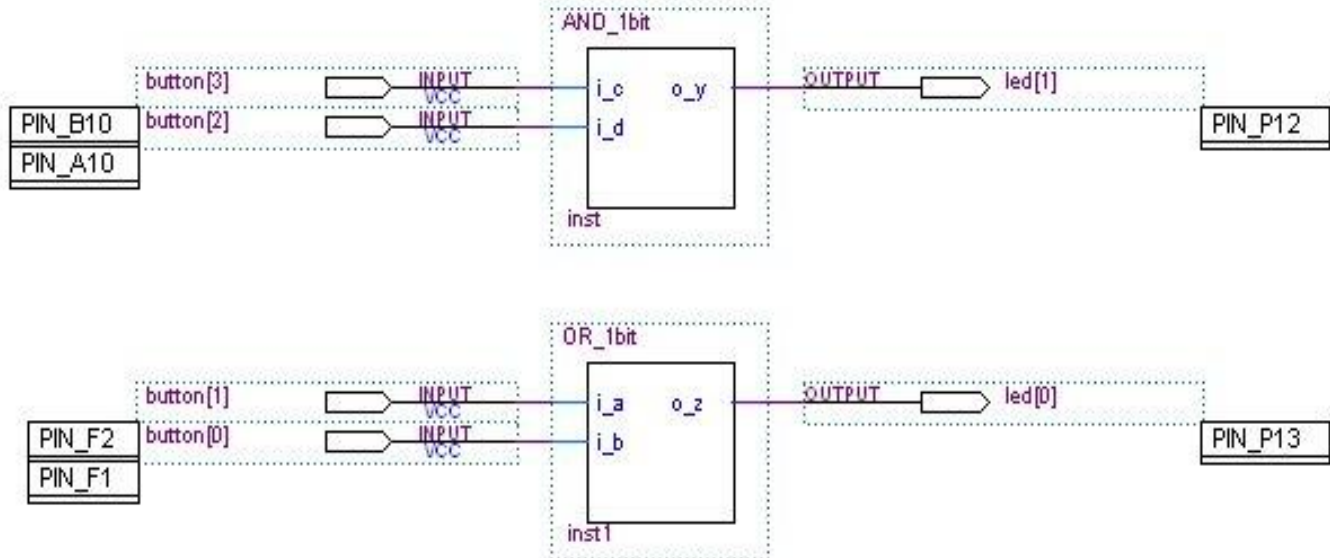 AND_1bit
button[3] INPUT VCC i_c o_y OUTPUT led[1]
PIN_B10 button[2] INPUT VCC i_d PIN_P12
PIN_A10
inst
OR_1bit
button[1] INPUT VCC i_a o_z OUTPUT led[0]
PIN_F2 button[0] INPUT VCC i_b PIN_P13
PIN_F1
inst1